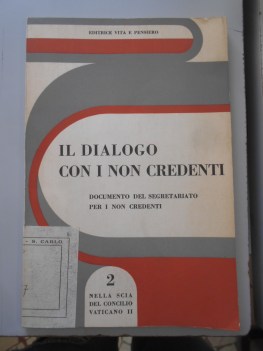 EDITRICE VITA E PENSIERO
IL DIALOGO
CON I NON CREDENTI
DOCUMENTO DEL SEGRETARIATO
PER I NON CREDENTI
2
NELLA SCIA
DEL CONCILIO
VATICANO II
S. CARLO